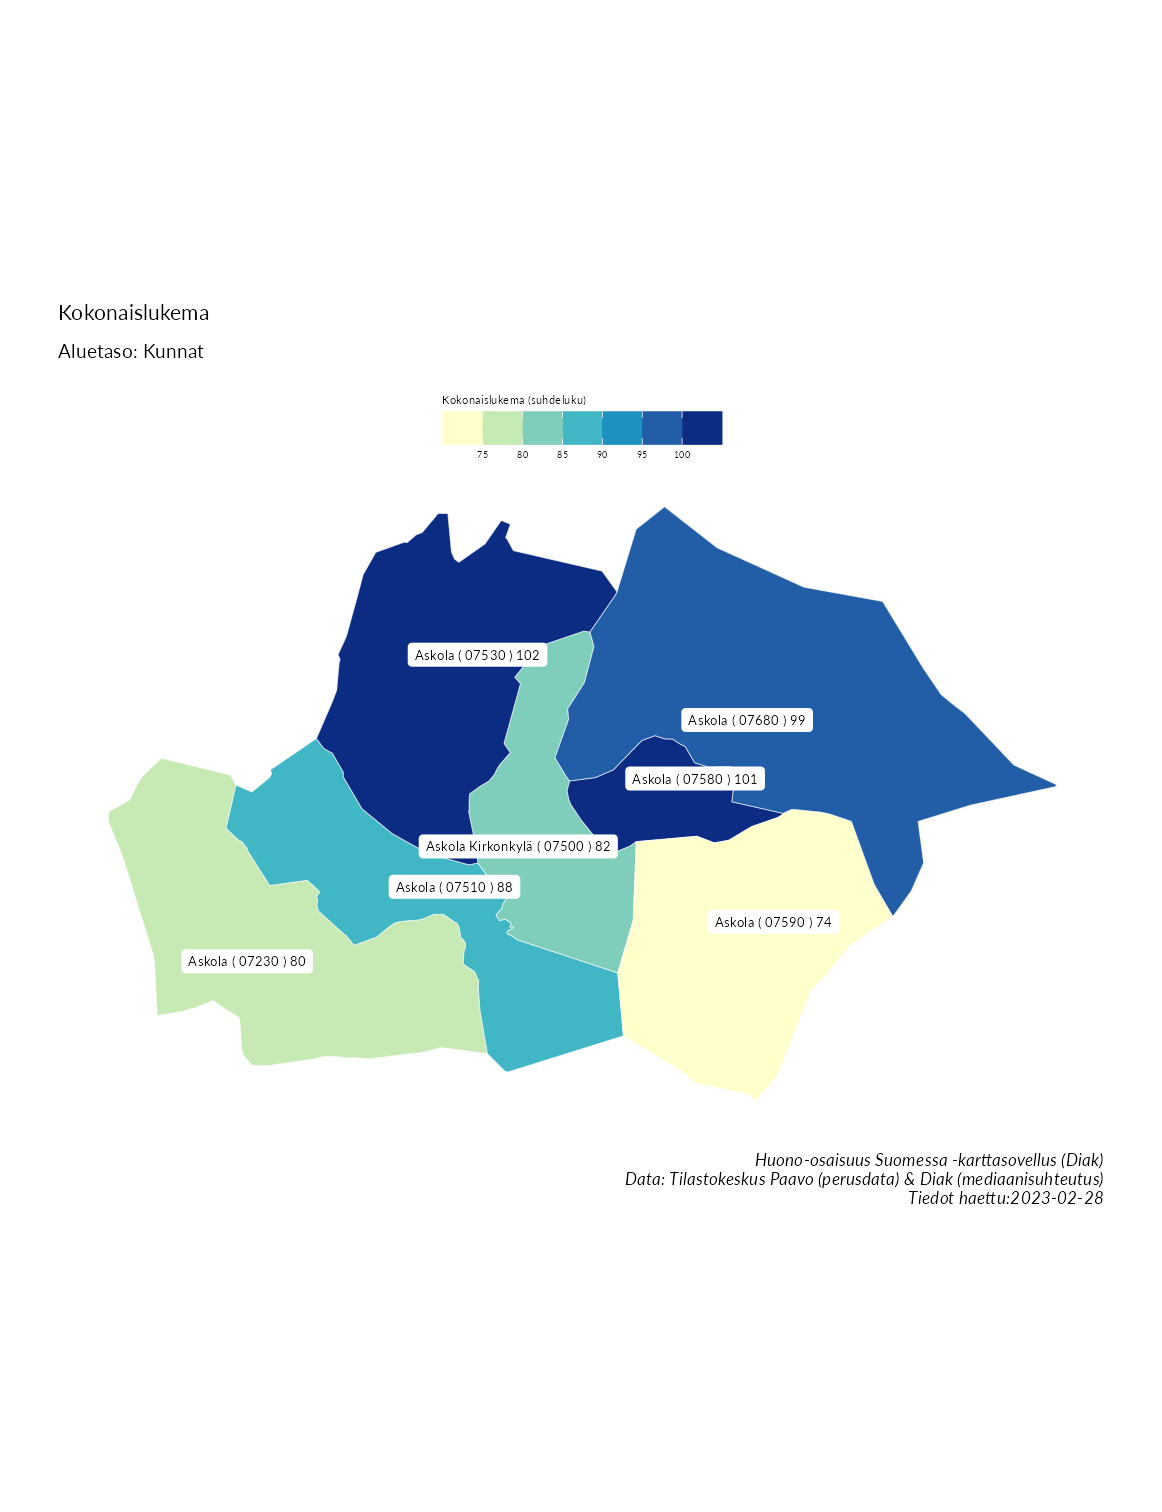 Kokonaislukema
Aluetaso: Kunnat
Kokonaislukema (suhdeluku)
75 80 85 90 95 100
Askola ( 07530 ) 102
Askola ( 07680 ) 99
Askola ( 07580 ) 101
Askola Kirkonkylä ( 07500 ) 82
Askola ( 07510 ) 88
Askola ( 07590 ) 74
Askola ( 07230 ) 80
Huono-osaisuus Suomessa -karttasovellus (Diak)
Data: Tilastokeskus Paavo (perusdata) & Diak (mediaanisuhteutus)
Tiedot haettu:2023-02-28